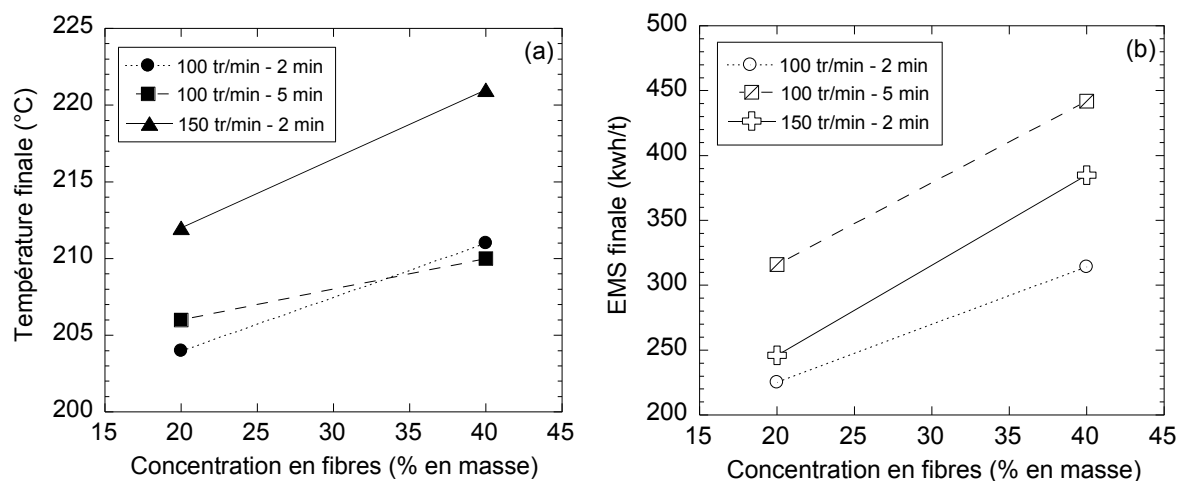 (a)
100 tr/min - 2 min
100 tr/min - 5 min
150 tr/min - 2 min
Température finale (°C)
225
220
215
210
205
200
15 20 25 30 35 40 45
Concentration en fibres (% en masse)
(b)
100 tr/min - 2 min
100 tr/min - 5 min
150 tr/min - 2 min
EMS finale (kwh/t)
500
450
400
350
300
250
200
15 20 25 30 35 40 45
Concentration en fibres (% en masse)